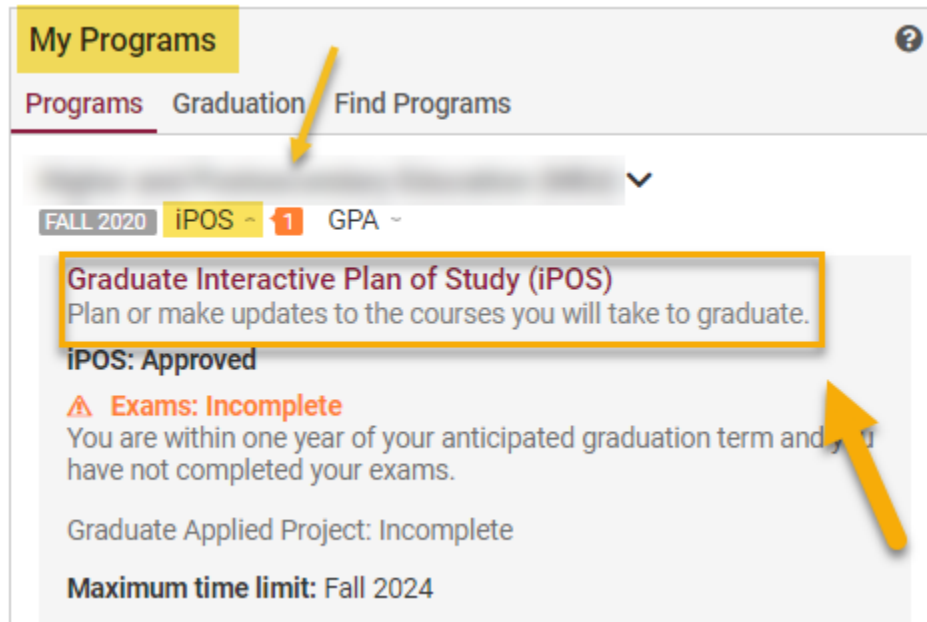 My Programs
Programs Graduation Find Programs
FALL 2020 iPOS 1 GPA
Graduate Interactive Plan of Study (iPOS)
Plan or make updates to the courses you will take to graduate.
iPOS: Approved
Exams: Incomplete
You are within one year of your anticipated graduation term and
have not completed your exams.
Graduate Applied Project: Incomplete
Maximum time limit: Fall 2024